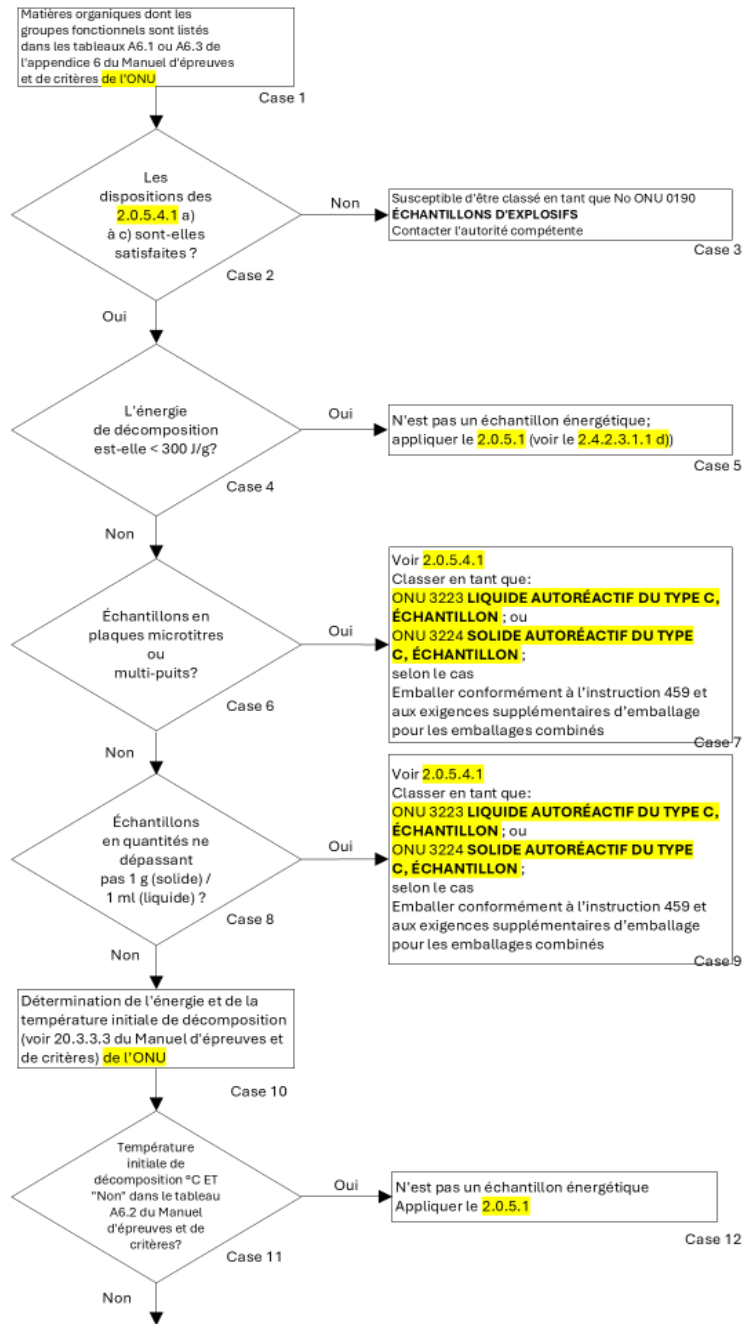 Matières organiques dont les
groupes fonctionnels sont listés
dans les tableaux A6.1 ou A6.3 de
l'appendice 6 du Manuel d'épreuves
et de critères de l'ONU
Case 1
Les
dispositions des
2.0.5.4.1 a)
à c) sont-elles
satisfaites ?
Case 2
Non
Susceptible d'être classé en tant que No ONU 0190
ÉCHANTILLONS D'EXPLOSIFS
Contacter l'autorité compétente
Case 3
Oui
L'énergie
de décomposition
est-elle < 300 J/g?
Case 4
Oui
N'est pas un échantillon énergétique;
appliquer le 2.0.5.1 (voir le 2.4.2.3.1.1 d))
Case 5
Non
Échantillons en
plaques microtitres
ou
multi-puits?
Case 6
Oui
Voir 2.0.5.4.1
Classer en tant que:
ONU 3223 LIQUIDE AUTORÉACTIF DU TYPE C,
ÉCHANTILLON ; ou
ONU 3224 SOLIDE AUTORÉACTIF DU TYPE
C, ÉCHANTILLON ;
selon le cas
Emballer conformément à l'instruction 459 et
aux exigences supplémentaires d'emballage
pour les emballages combinés
Case 7
Non
Échantillons
en quantités ne
dépassant
pas 1 g (solide) /
1 ml (liquide) ?
Case 8
Oui
Voir 2.0.5.4.1
Classer en tant que:
ONU 3223 LIQUIDE AUTORÉACTIF DU TYPE C,
ÉCHANTILLON ; ou
ONU 3224 SOLIDE AUTORÉACTIF DU TYPE
C, ÉCHANTILLON ;
selon le cas
Emballer conformément à l'instruction 459 et
aux exigences supplémentaires d'emballage
pour les emballages combinés
Case 9
Non
Détermination de l'énergie et de la
température initiale de décomposition
(voir 20.3.3.3 du Manuel d'épreuves et
de critères) de l'ONU
Case 10
Température
initiale de
décomposition °C ET
"Non" dans le tableau
A6.2 du Manuel
d'épreuves et de
critères?
Case 11
Oui
N'est pas un échantillon énergétique
Appliquer le 2.0.5.1
Case 12
Non